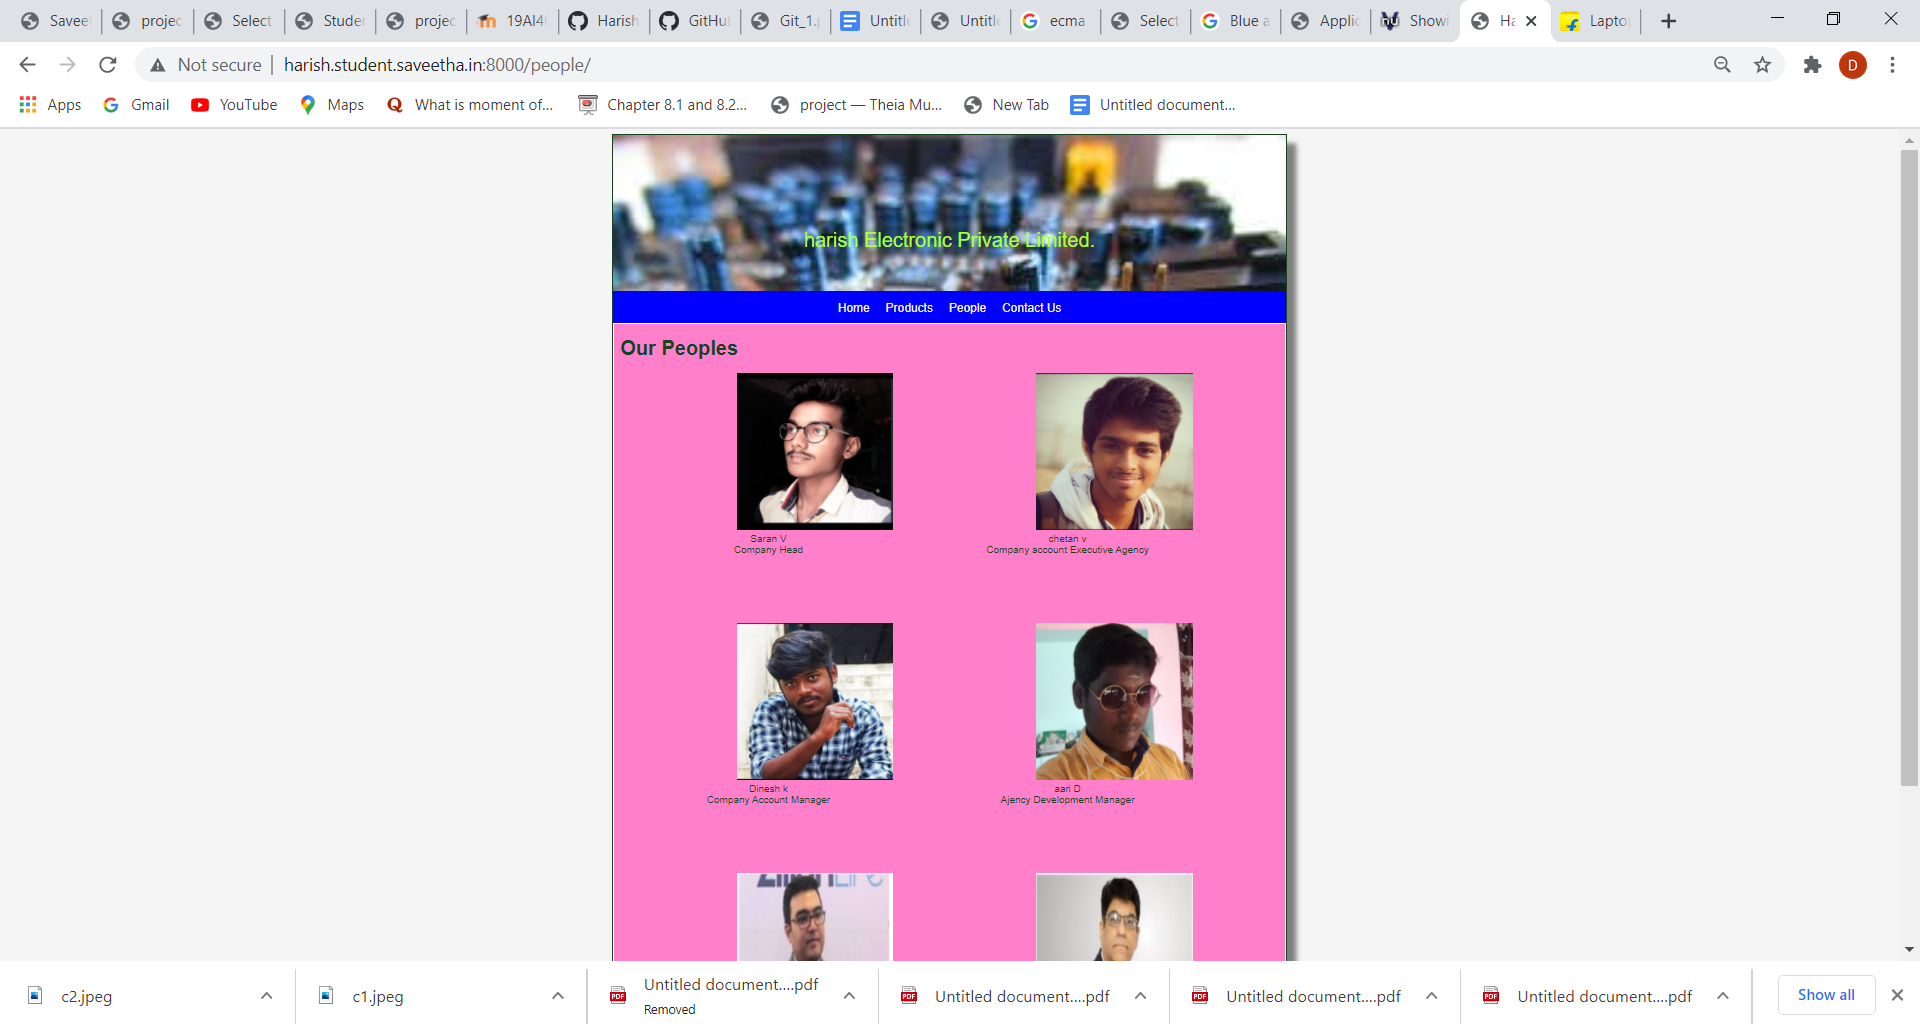 Saveet
projec
Select
Studer
projec
19AI4
Harish
GitHu
Git_1.
Untitle
Untitl
ecma
Select
Blue a
Applic
Showi
Ha
Lapto
Not secure
harish.student.saveetha.in:8000/people/
D
Apps
Gmail
YouTube
Maps
What is moment of...
Chapter 8.1 and 8.2...
project — Theia Mu...
New Tab
Untitled document...
harish Electronic Private Limited.
Home Products People Contact Us
Our Peoples
Saran V
Company Head
chetan v
Company account Executive Agency
Dinesh k
Company Account Manager
aari D
Ajency Development Manager
c2.jpeg
c1.jpeg
Untitled document....pdf
Removed
Untitled document....pdf
Untitled document....pdf
Untitled document....pdf
Show all